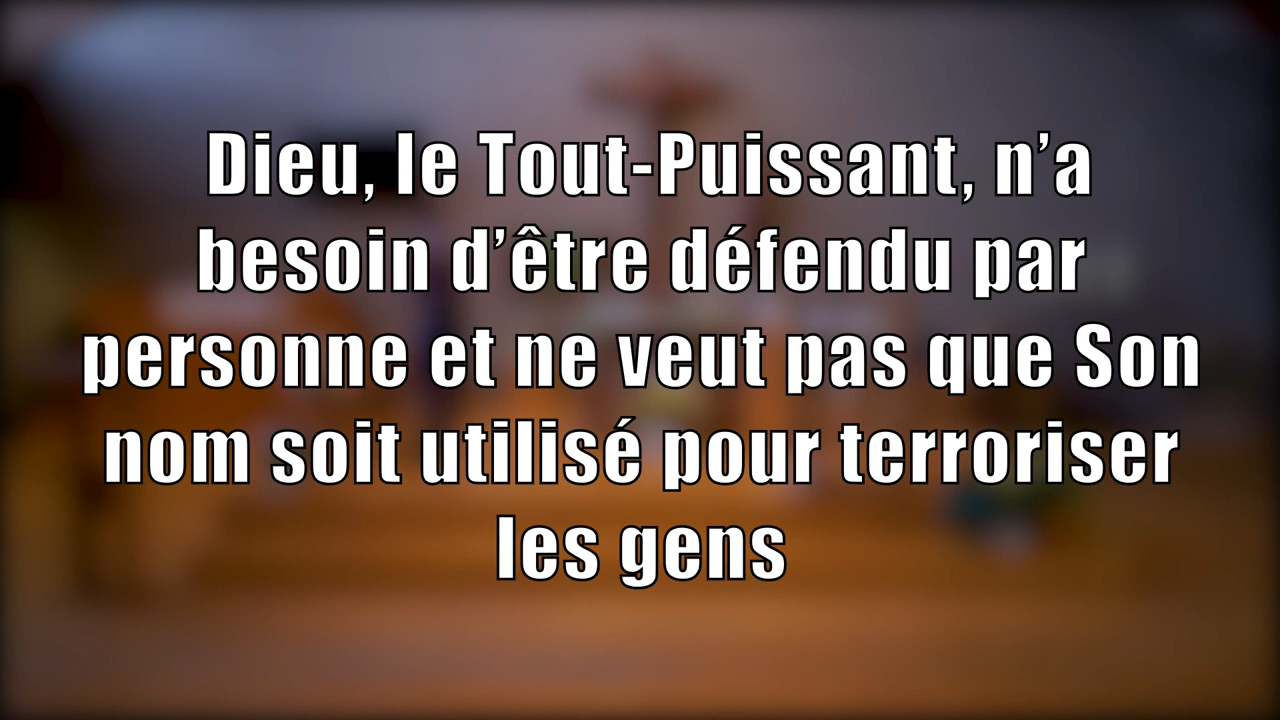 Dieu, le Tout-Puissant, n’a
besoin d’être défendu par
personne et ne veut pas que Son
nom soit utilisé pour terroriser
les gens